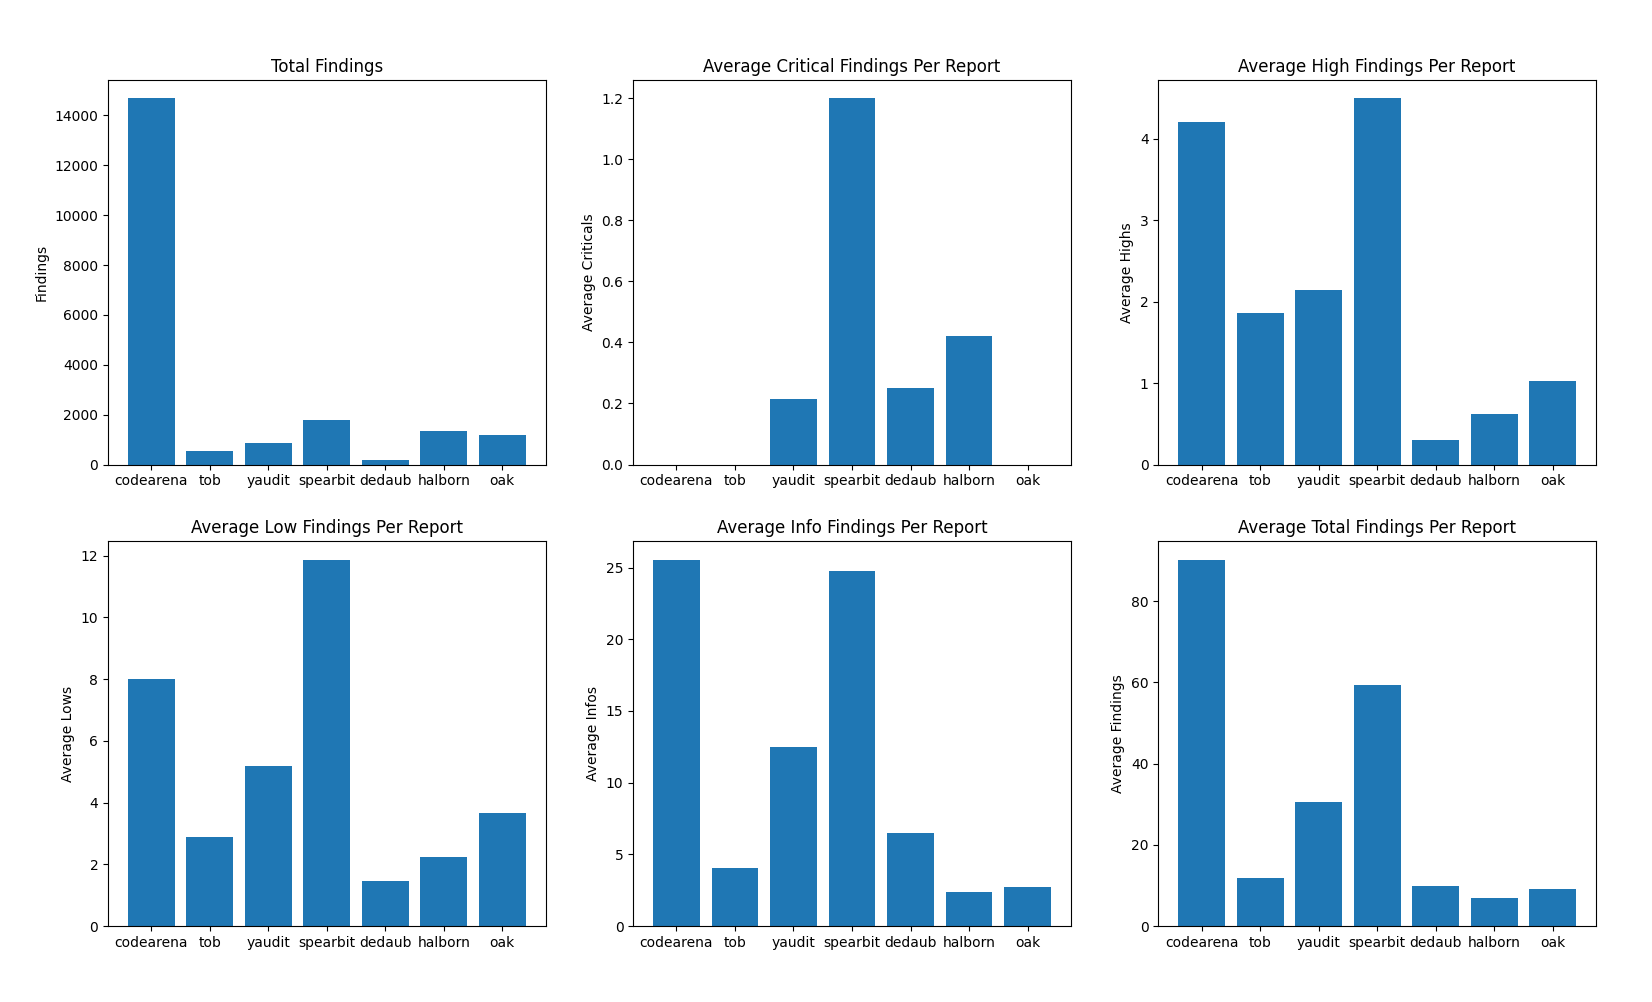 Total Findings
Findings
14000
12000
10000
8000
6000
4000
2000
0
codearena tob yaudit spearbit dedaub halborn oak
Average Critical Findings Per Report
Average Criticals
1.2
1.0
0.8
0.6
0.4
0.2
0.0
codearena tob yaudit spearbit dedaub halborn oak
Average High Findings Per Report
Average Highs
4
3
2
1
0
codearena tob yaudit spearbit dedaub halborn oak
Average Low Findings Per Report
Average Lows
12
10
8
6
4
2
0
codearena tob yaudit spearbit dedaub halborn oak
Average Info Findings Per Report
Average Infos
25
20
15
10
5
0
codearena tob yaudit spearbit dedaub halborn oak
Average Total Findings Per Report
Average Findings
80
60
40
20
0
codearena tob yaudit spearbit dedaub halborn oak